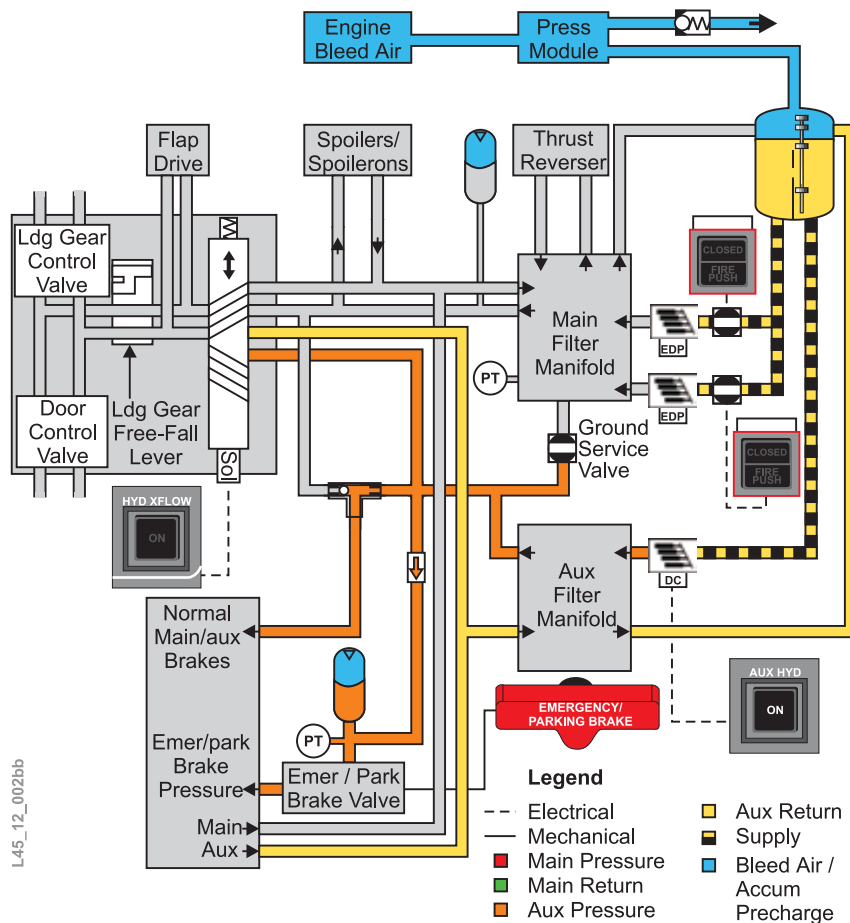 Engine
Bleed Air
Press
Module
Flap
Drive
Spoilers/
Spoilerons
Thrust
Reverser
Ldg Gear
Control
Valve
CLOSED
FIRE
PUSH
Main
Filter
Manifold
EDP
PT
EDP
Door
Control
Valve
Ldg Gear
Free-Fall
Lever
Sol
Ground
Service
Valve
CLOSED
FIRE
PUSH
HYD XFLOW
ON
Aux
Filter
Manifold
DC
Normal
Main/aux
Brakes
AUX HYD
ON
EMERGENCY/
PARKING BRAKE
PT
Emer/park
Brake
Pressure
Emer / Park
Brake Valve
Main
Aux
Legend
Electrical
Mechanical
Main Pressure
Main Return
Aux Pressure
Aux Return
Supply
Bleed Air /
Accum
Precharge
L45_12_002bb